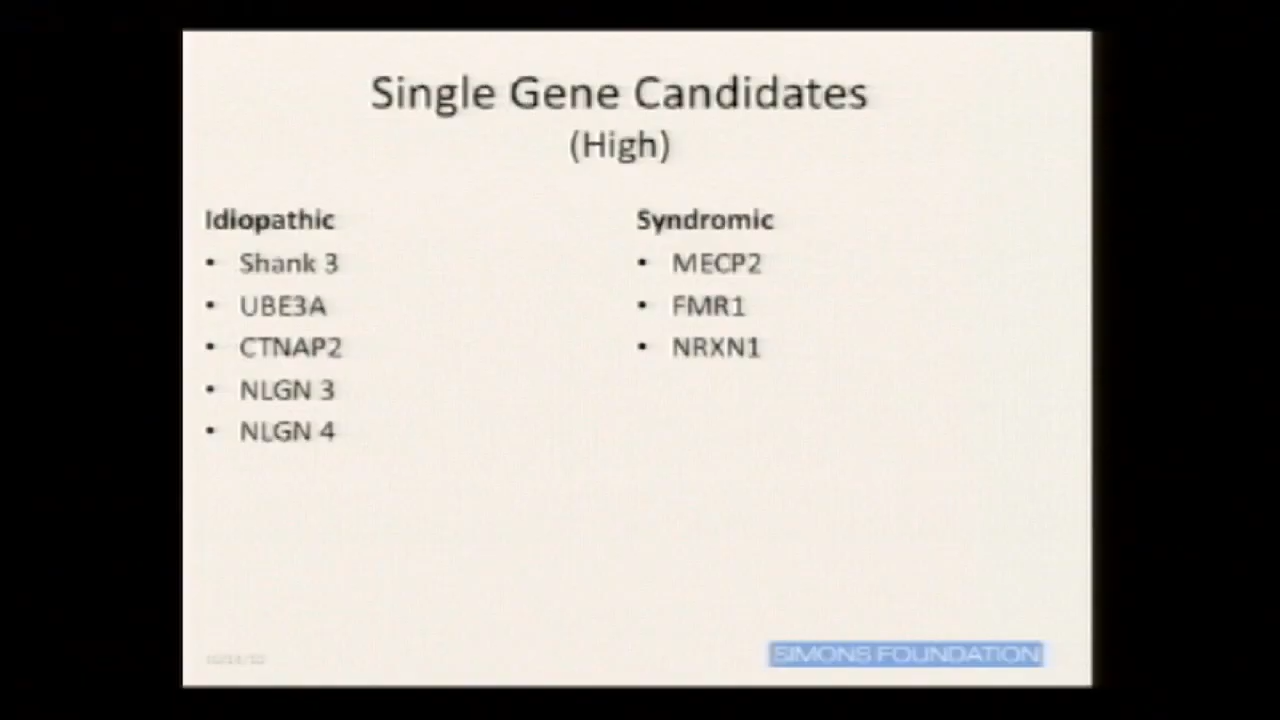 Single Gene Candidates
(High)
Idiopathic
• Shank 3
• UBE3A
• CTNAP2
• NLGN 3
• NLGN 4
Syndromic
• MECP2
• FMR1
• NRXN1
SIMONS FOUNDATION